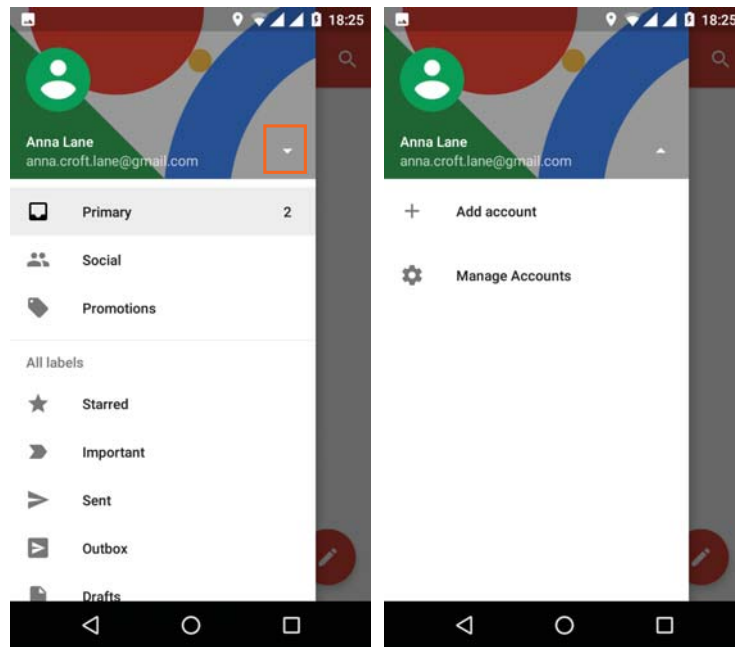 18:25
Anna Lane
anna.croft.lane@gmail.com
Primary 2
Social
Promotions
All labels
Starred
Important
Sent
Outbox
Drafts
18:25
Anna Lane
anna.croft.lane@gmail.com
Add account
Manage Accounts